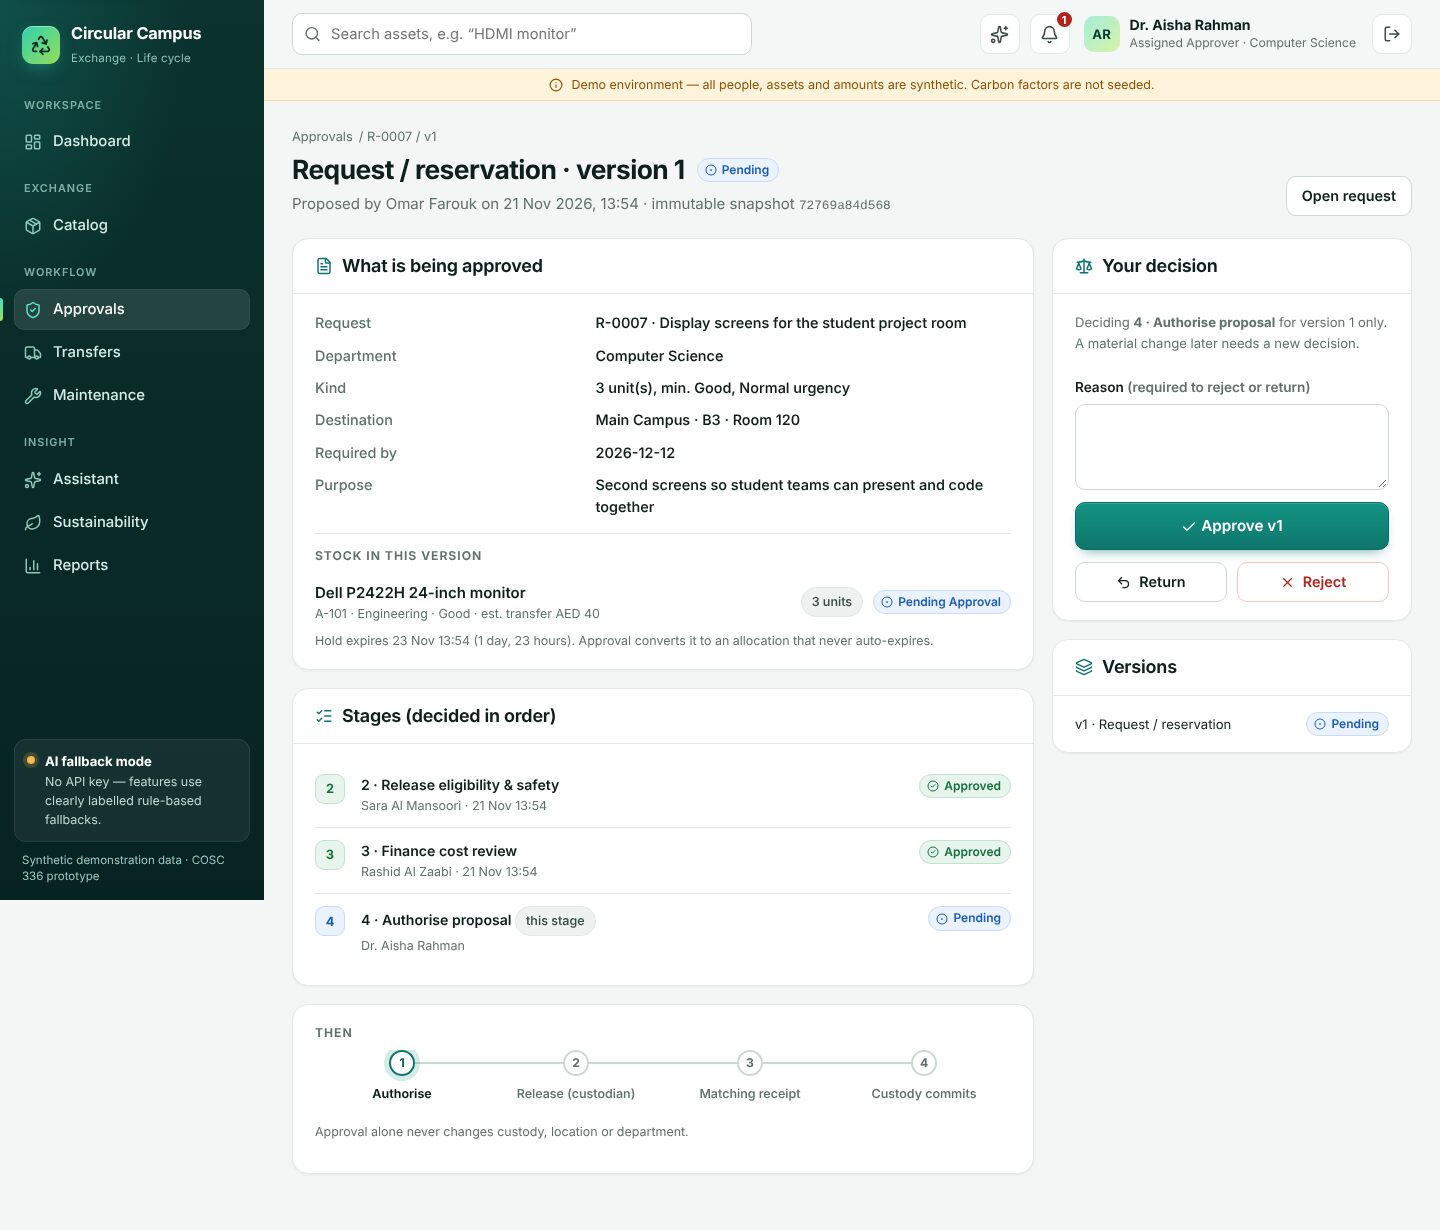 Circular Campus
Exchange · Life cycle
WORKSPACE
Dashboard
EXCHANGE
Catalog
WORKFLOW
Approvals
Transfers
Maintenance
INSIGHT
Assistant
Sustainability
Reports
AI fallback mode
No API key — features use
clearly labelled rule-based
fallbacks.
Synthetic demonstration data · COSC
336 prototype
Search assets, e.g. “HDMI monitor”
1
AR
Dr. Aisha Rahman
Assigned Approver · Computer Science
Demo environment — all people, assets and amounts are synthetic. Carbon factors are not seeded.
Approvals / R-0007 / v1
Request / reservation · version 1 Pending
Proposed by Omar Farouk on 21 Nov 2026, 13:54 · immutable snapshot 72769a84d568
Open request
What is being approved
Request R-0007 · Display screens for the student project room
Department Computer Science
Kind 3 unit(s), min. Good, Normal urgency
Destination Main Campus · B3 · Room 120
Required by 2026-12-12
Purpose Second screens so student teams can present and code
together
STOCK IN THIS VERSION
Dell P2422H 24-inch monitor
A-101 · Engineering · Good · est. transfer AED 40
3 units Pending Approval
Hold expires 23 Nov 13:54 (1 day, 23 hours). Approval converts it to an allocation that never auto-expires.
Stages (decided in order)
2 2 · Release eligibility & safety Approved
Sara Al Mansoori · 21 Nov 13:54
3 3 · Finance cost review Approved
Rashid Al Zaabi · 21 Nov 13:54
4 4 · Authorise proposal this stage Pending
Dr. Aisha Rahman
THEN
1 2 3 4
Authorise Release (custodian) Matching receipt Custody commits
Approval alone never changes custody, location or department.
Your decision
Deciding 4 · Authorise proposal for version 1 only.
A material change later needs a new decision.
Reason (required to reject or return)
Approve v1
Return Reject
Versions
v1 · Request / reservation Pending